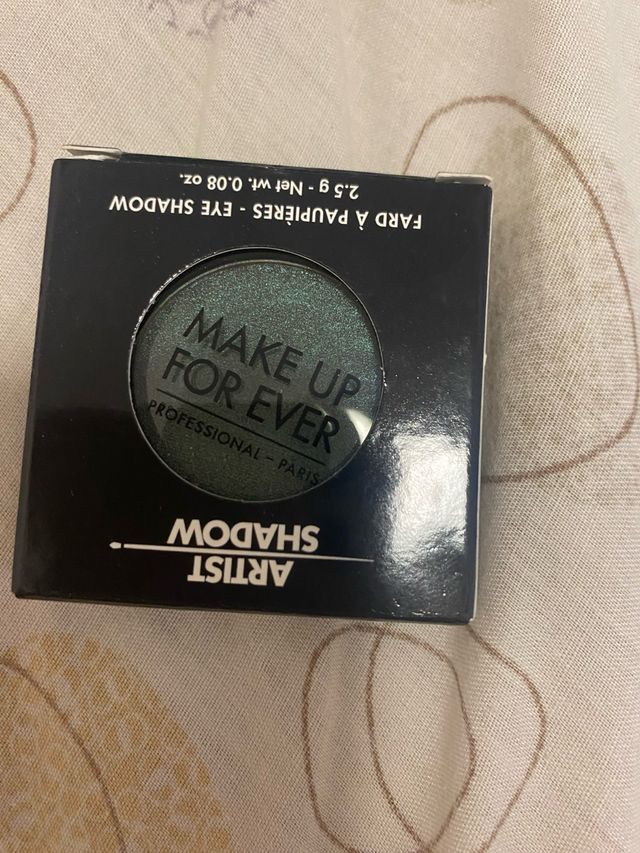 ARTIST
SHADOW
MAKE UP
FOR EVER
PROFESSIONAL - PARIS
FARD À PAUPIÈRES - EYE SHADOW
2.5 g - Net wt. 0.08 oz.